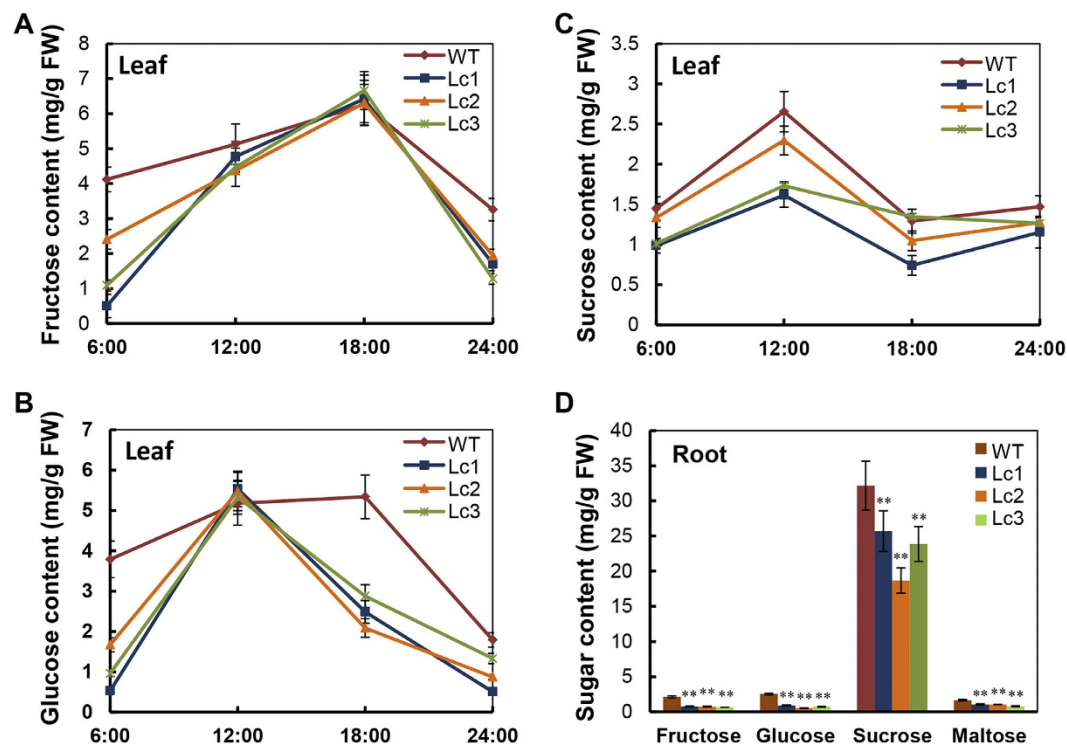 A
Fructose content (mg/g FW)
8
7
6
5
4
3
2
1
0
Leaf
WT
Lc1
Lc2
Lc3
6:00 12:00 18:00 24:00
C
Sucrose content (mg/g FW)
3.5
3
2.5
2
1.5
1
0.5
0
Leaf
WT
Lc1
Lc2
Lc3
6:00 12:00 18:00 24:00
B
Glucose content (mg/g FW)
7
6
5
4
3
2
1
0
Leaf
WT
Lc1
Lc2
Lc3
6:00 12:00 18:00 24:00
D
Sugar content (mg/g FW)
40
35
30
25
20
15
10
5
0
Root
WT
Lc1
Lc2
Lc3
** ** ** ** ** ** ** ** ** ** ** **
Fructose Glucose Sucrose Maltose